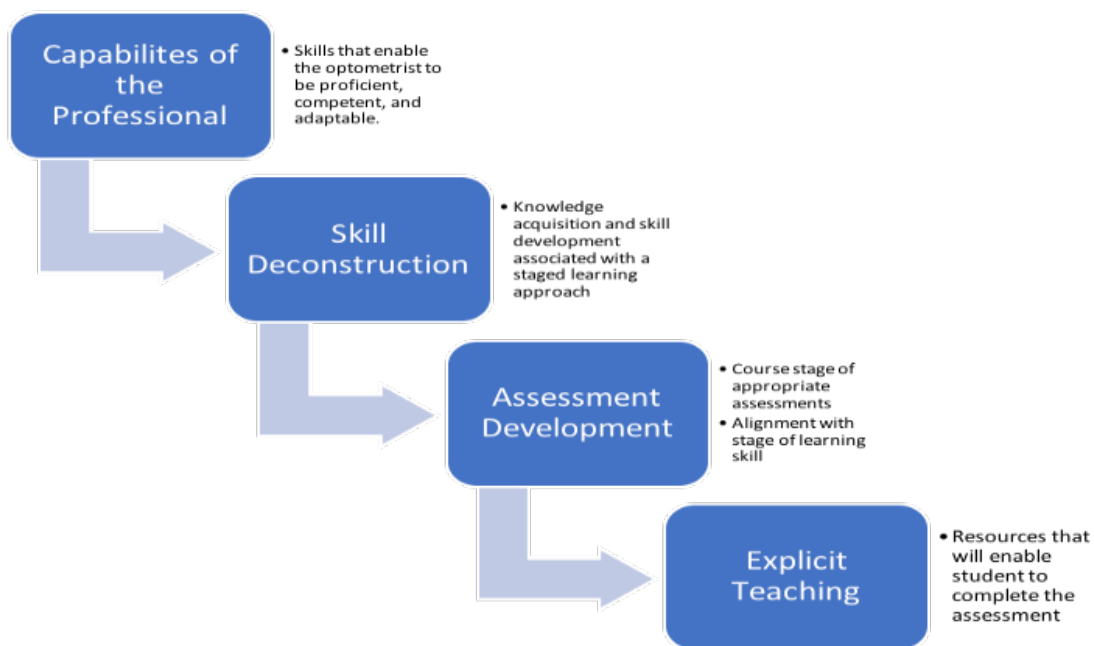 Capabilites of
the
Professional
• Skills that enable
the optometrist to
be proficient,
competent, and
adaptable.
Skill
Deconstruction
• Knowledge
acquisition and skill
development
associated with a
staged learning
approach
Assessment
Development
• Course stage of
appropriate
assessments
• Alignment with
stage of learning
skill
Explicit
Teaching
• Resources that
will enable
student to
complete the
assessment